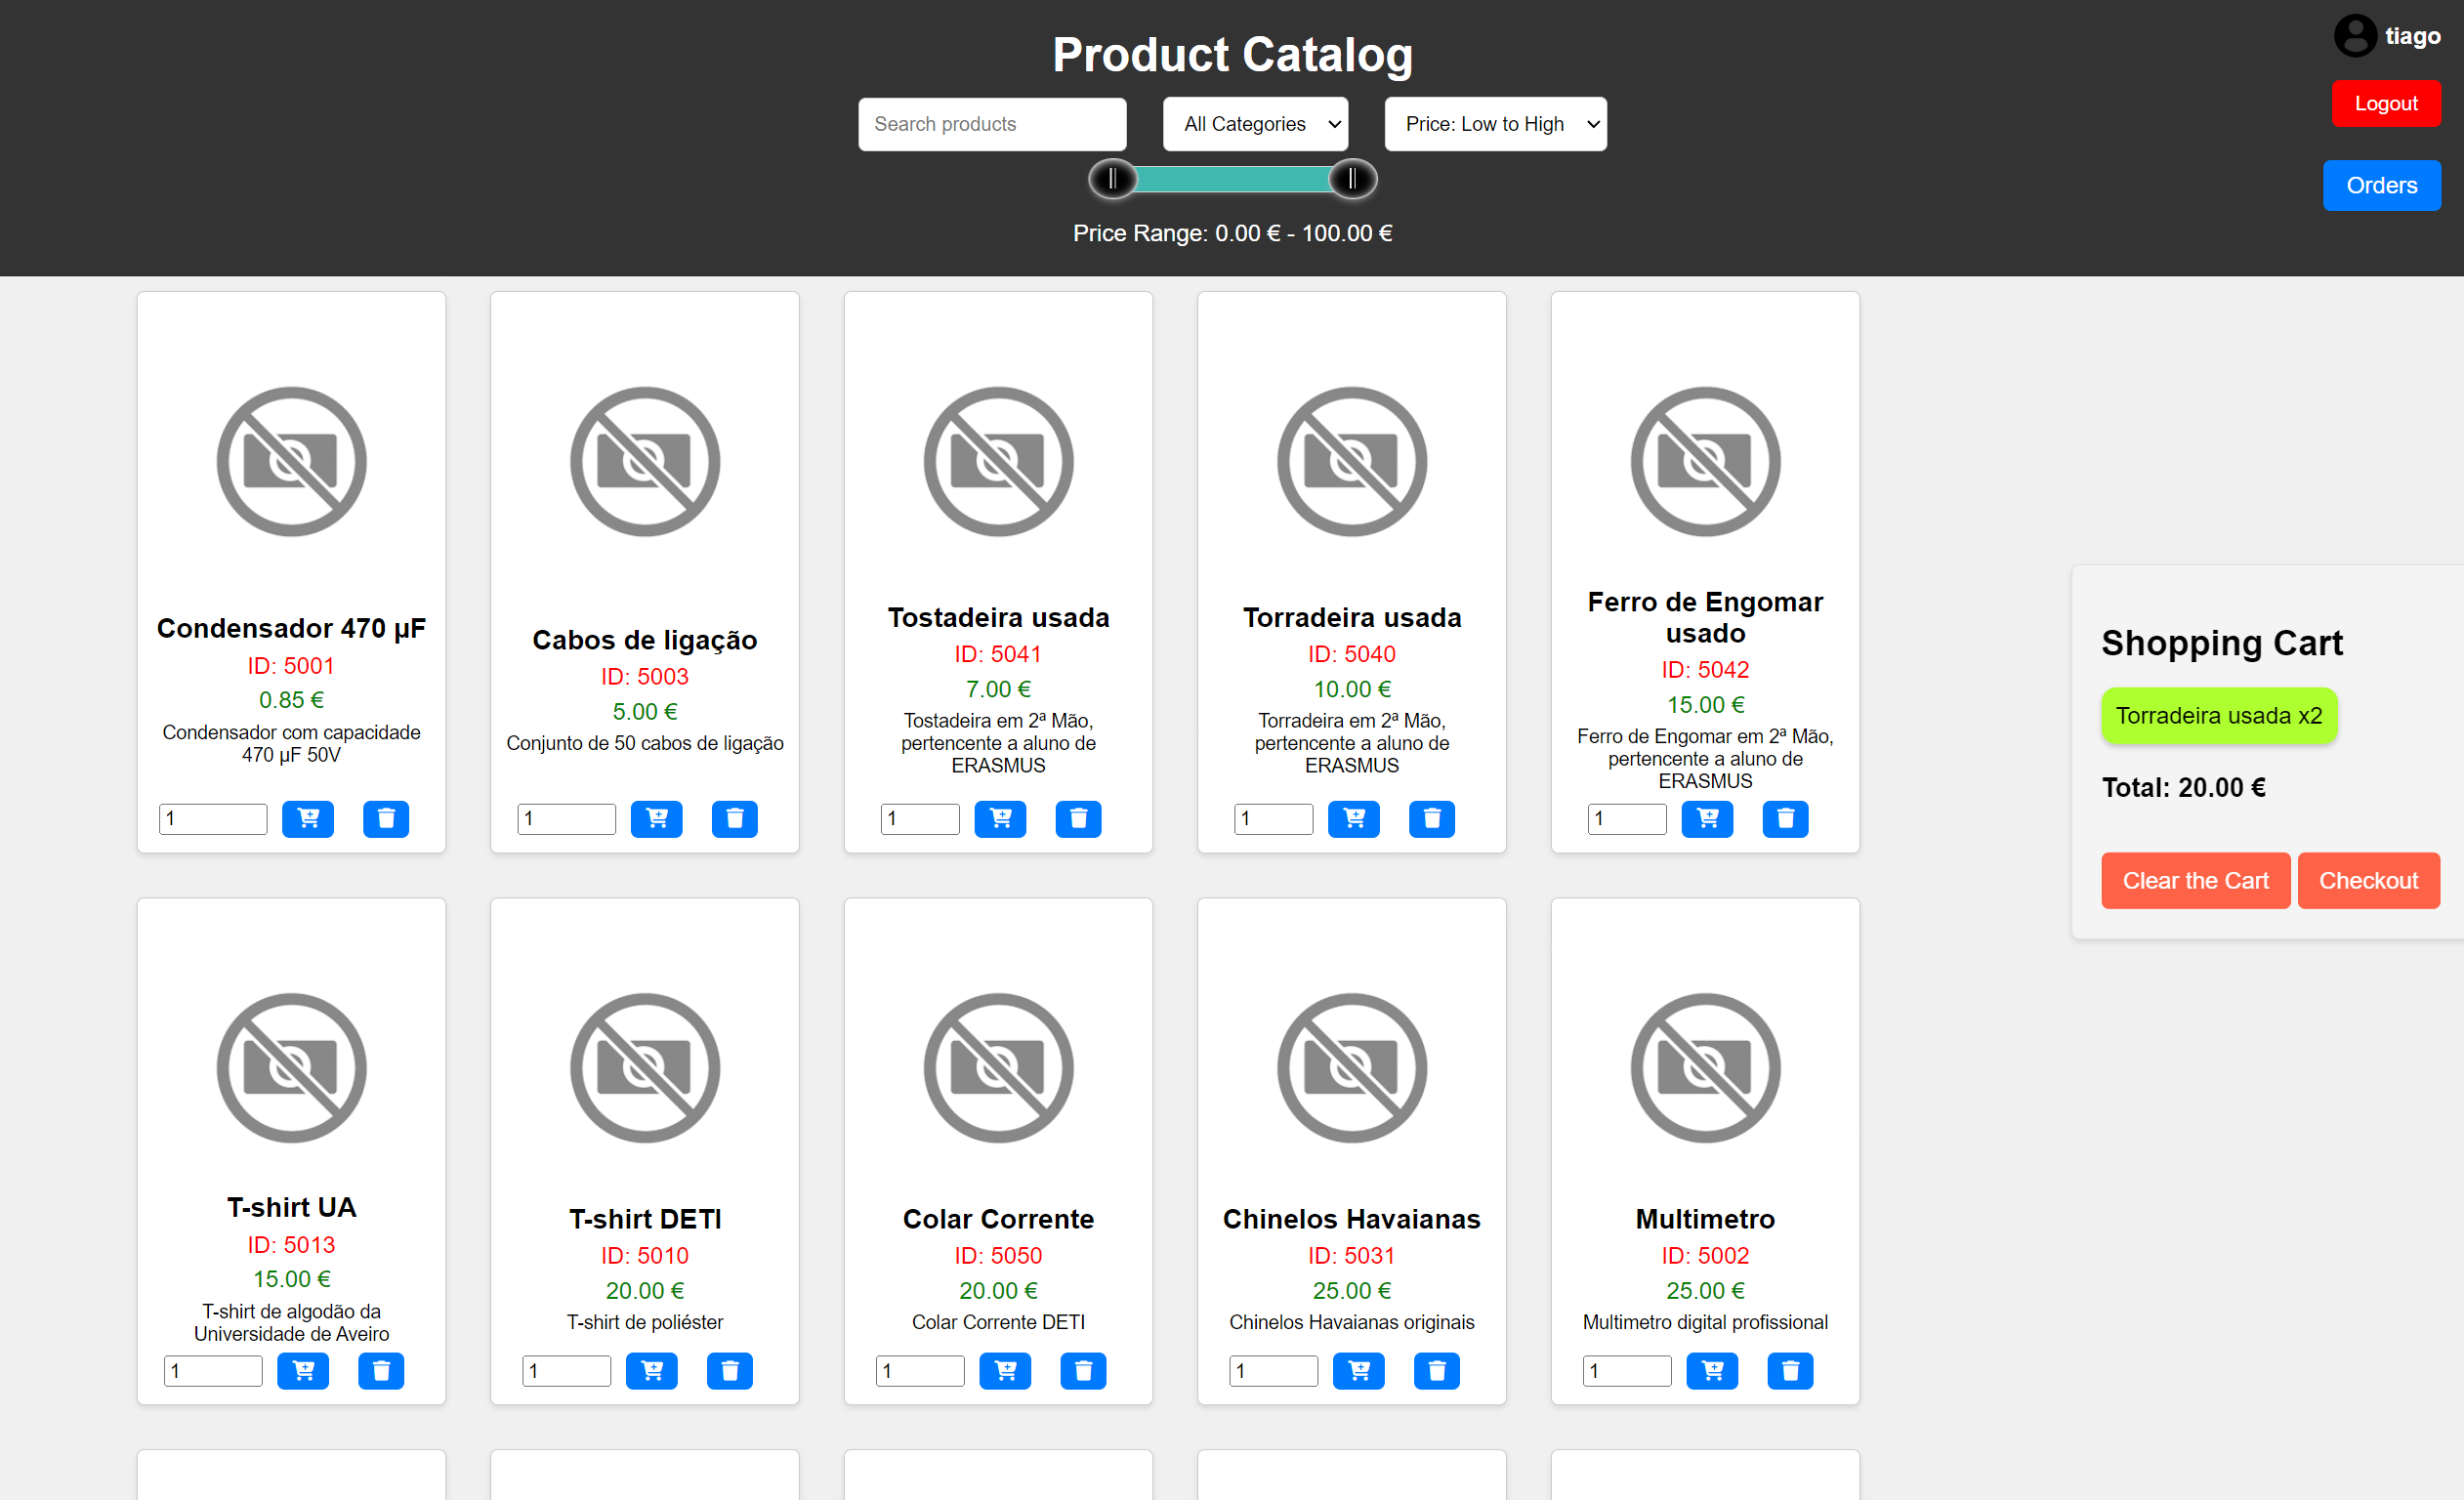 Product Catalog
tiago
Logout
Orders
Search products
All Categories
Price: Low to High
Price Range: 0.00 € - 100.00 €
Condensador 470 µF
ID: 5001
0.85 €
Condensador com capacidade
470 µF 50V
1
Cabos de ligação
ID: 5003
5.00 €
Conjunto de 50 cabos de ligação
1
Tostadeira usada
ID: 5041
7.00 €
Tostadeira em 2ª Mão,
pertencente a aluno de
ERASMUS
1
Torradeira usada
ID: 5040
10.00 €
Torradeira em 2ª Mão,
pertencente a aluno de
ERASMUS
1
Ferro de Engomar
usado
ID: 5042
15.00 €
Ferro de Engomar em 2ª Mão,
pertencente a aluno de
ERASMUS
1
Shopping Cart
Torradeira usada x2
Total: 20.00 €
Clear the Cart
Checkout
T-shirt UA
ID: 5013
15.00 €
T-shirt de algodão da
Universidade de Aveiro
1
T-shirt DETI
ID: 5010
20.00 €
T-shirt de poliéster
1
Colar Corrente
ID: 5050
20.00 €
Colar Corrente DETI
1
Chinelos Havaianas
ID: 5031
25.00 €
Chinelos Havaianas originais
1
Multimetro
ID: 5002
25.00 €
Multimetro digital profissional
1